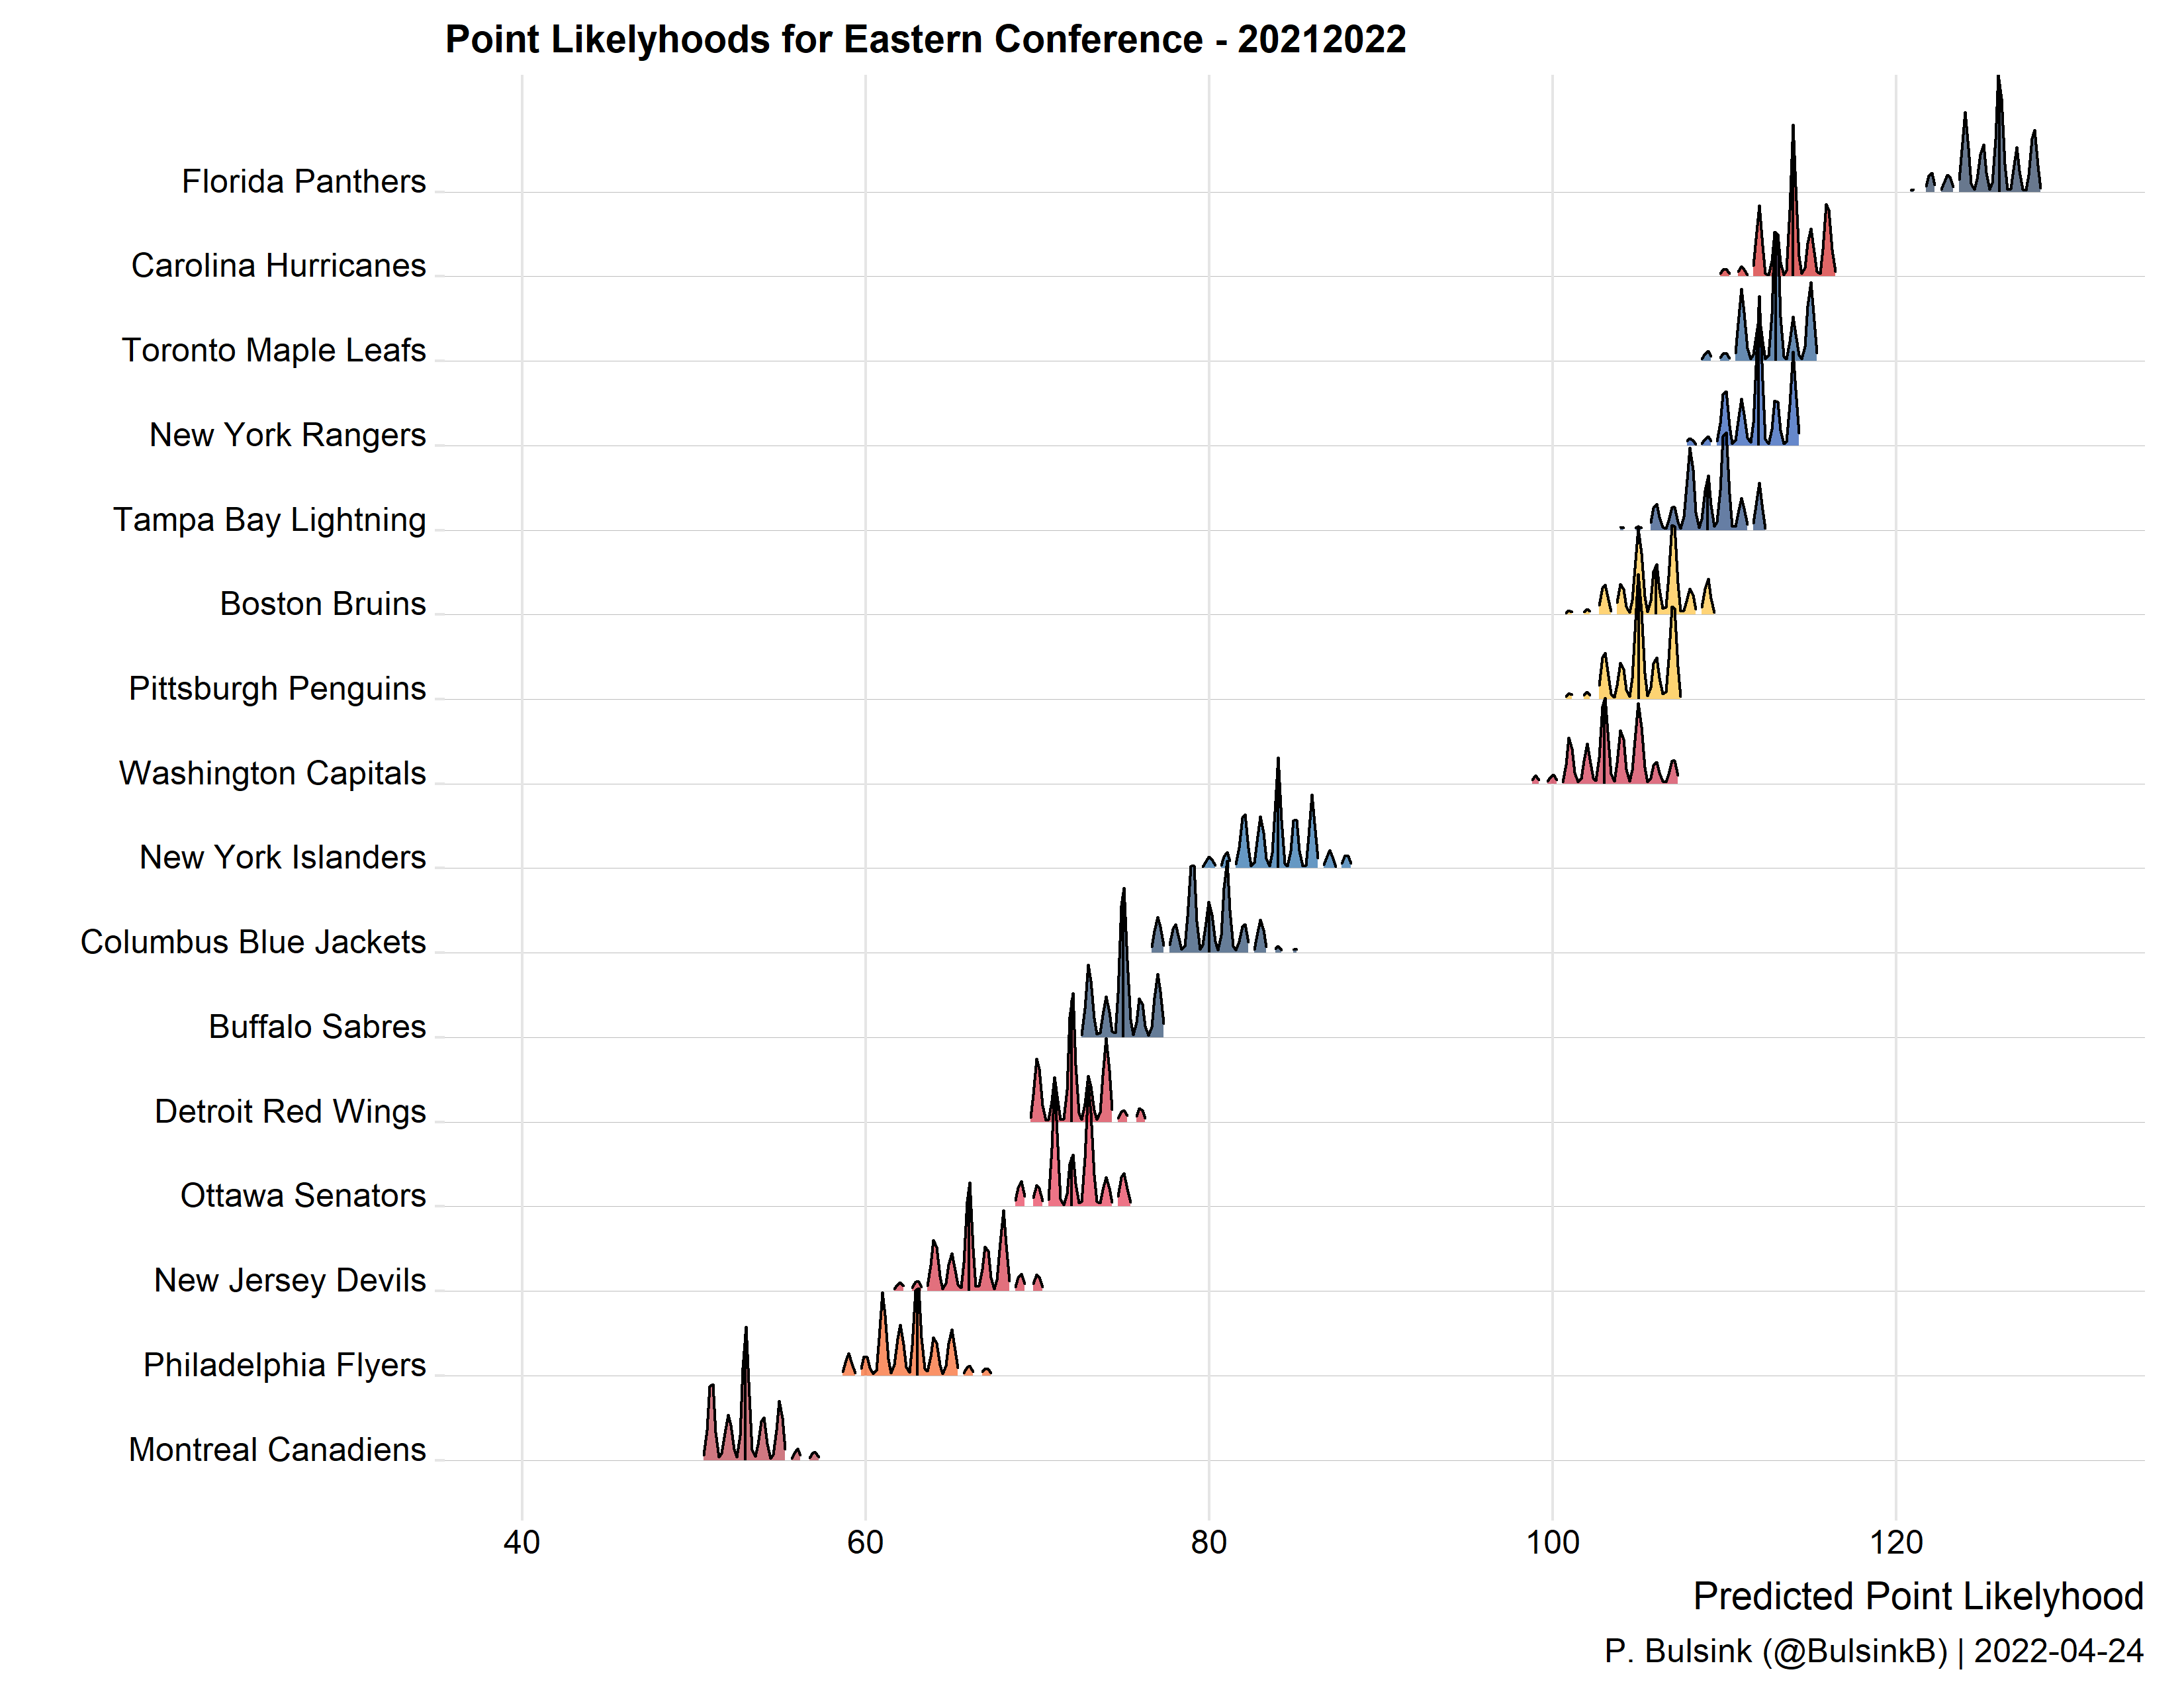 Point Likelyhoods for Eastern Conference - 20212022
Florida Panthers
Carolina Hurricanes
Toronto Maple Leafs
New York Rangers
Tampa Bay Lightning
Boston Bruins
Pittsburgh Penguins
Washington Capitals
New York Islanders
Columbus Blue Jackets
Buffalo Sabres
Detroit Red Wings
Ottawa Senators
New Jersey Devils
Philadelphia Flyers
Montreal Canadiens
40 60 80 100 120
Predicted Point Likelyhood
P. Bulsink (@BulsinkB) | 2022-04-24